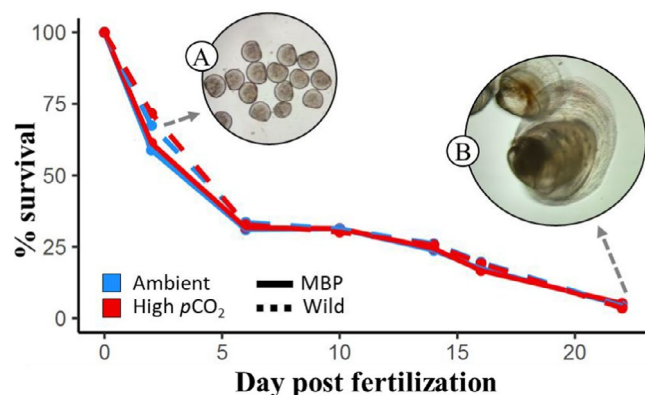 100
A
75
B
50
% survival
25
Ambient
MBP
High pCO₂
Wild
0
0
5
10
15
20
Day post fertilization